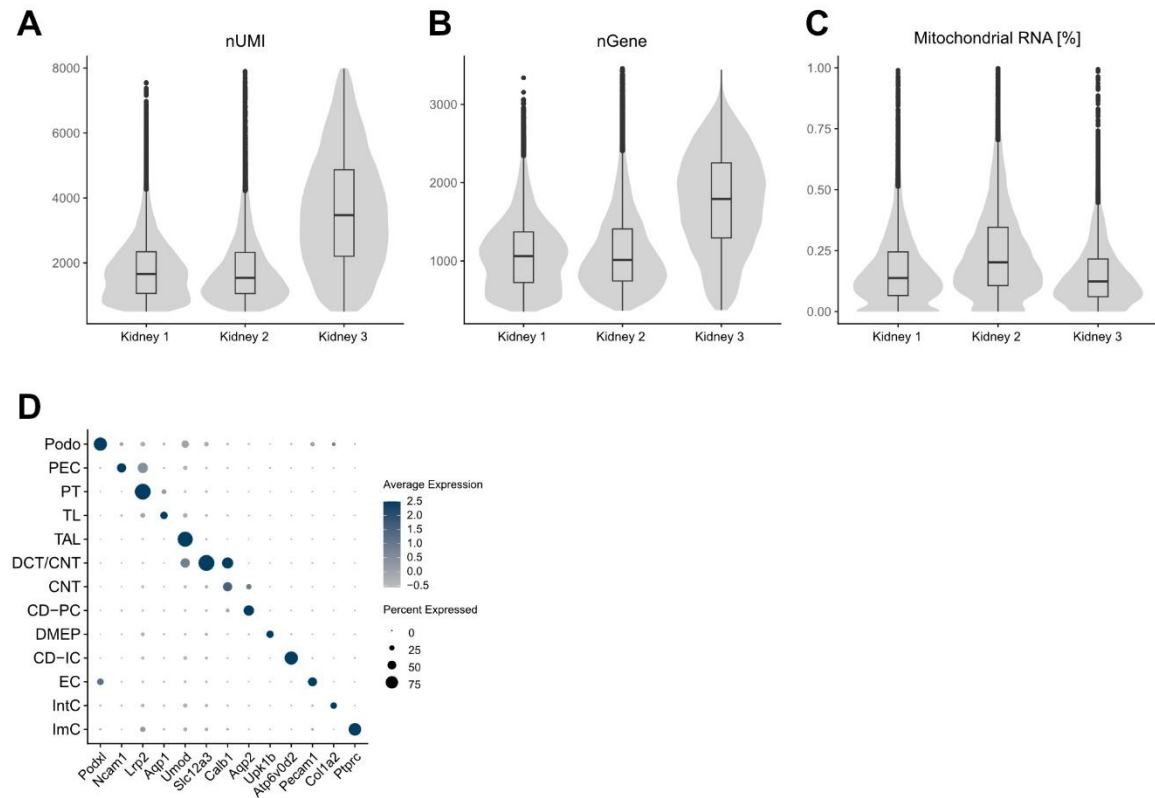 A
nUMI
8000
6000
4000
2000
Kidney 1 Kidney 2 Kidney 3
B
nGene
3000
2000
1000
Kidney 1 Kidney 2 Kidney 3
C
Mitochondrial RNA [%]
1.00
0.75
0.50
0.25
0.00
Kidney 1 Kidney 2 Kidney 3
D
Podo
PEC
PT
TL
TAL
DCT/CNT
CNT
CD−PC
DMEP
CD−IC
EC
IntC
ImC
Podxl Ncam1 Lrp2 Aqp1 Umod Slc12a3 Calb1 Aqp2 Upk1b Atp6v0d2 Pecam1 Col1a2 Ptprc
Average Expression
2.5
2.0
1.5
1.0
0.5
0.0
−0.5
Percent Expressed
0
25
50
75